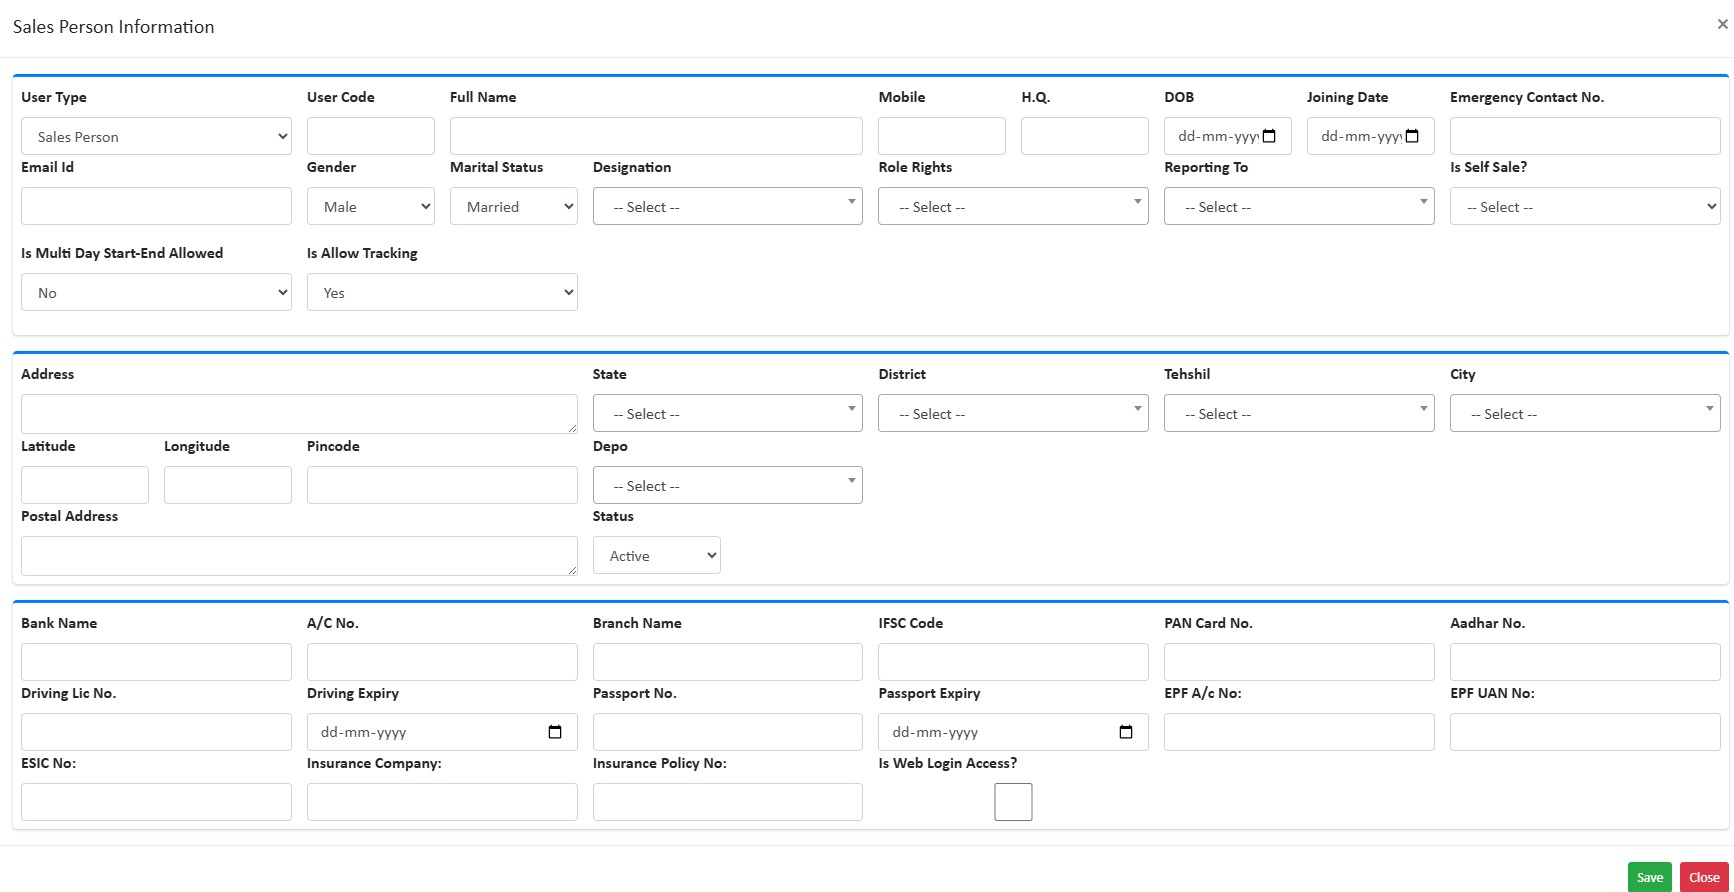 Sales Person Information ×
User Type User Code Full Name Mobile H.Q. DOB Joining Date Emergency Contact No.
Sales Person dd-mm-yyyy dd-mm-yyyy
Email Id Gender Marital Status Designation Role Rights Reporting To Is Self Sale?
Male Married -- Select -- -- Select -- -- Select -- -- Select --
Is Multi Day Start-End Allowed Is Allow Tracking
No Yes
Address State District Tehshil City
-- Select -- -- Select -- -- Select -- -- Select --
Latitude Longitude Pincode Depo
-- Select --
Postal Address Status
Active
Bank Name A/C No. Branch Name IFSC Code PAN Card No. Aadhar No.
Driving Lic No. Driving Expiry Passport No. Passport Expiry EPF A/c No: EPF UAN No:
dd-mm-yyyy dd-mm-yyyy
ESIC No: Insurance Company: Insurance Policy No: Is Web Login Access?
Save Close